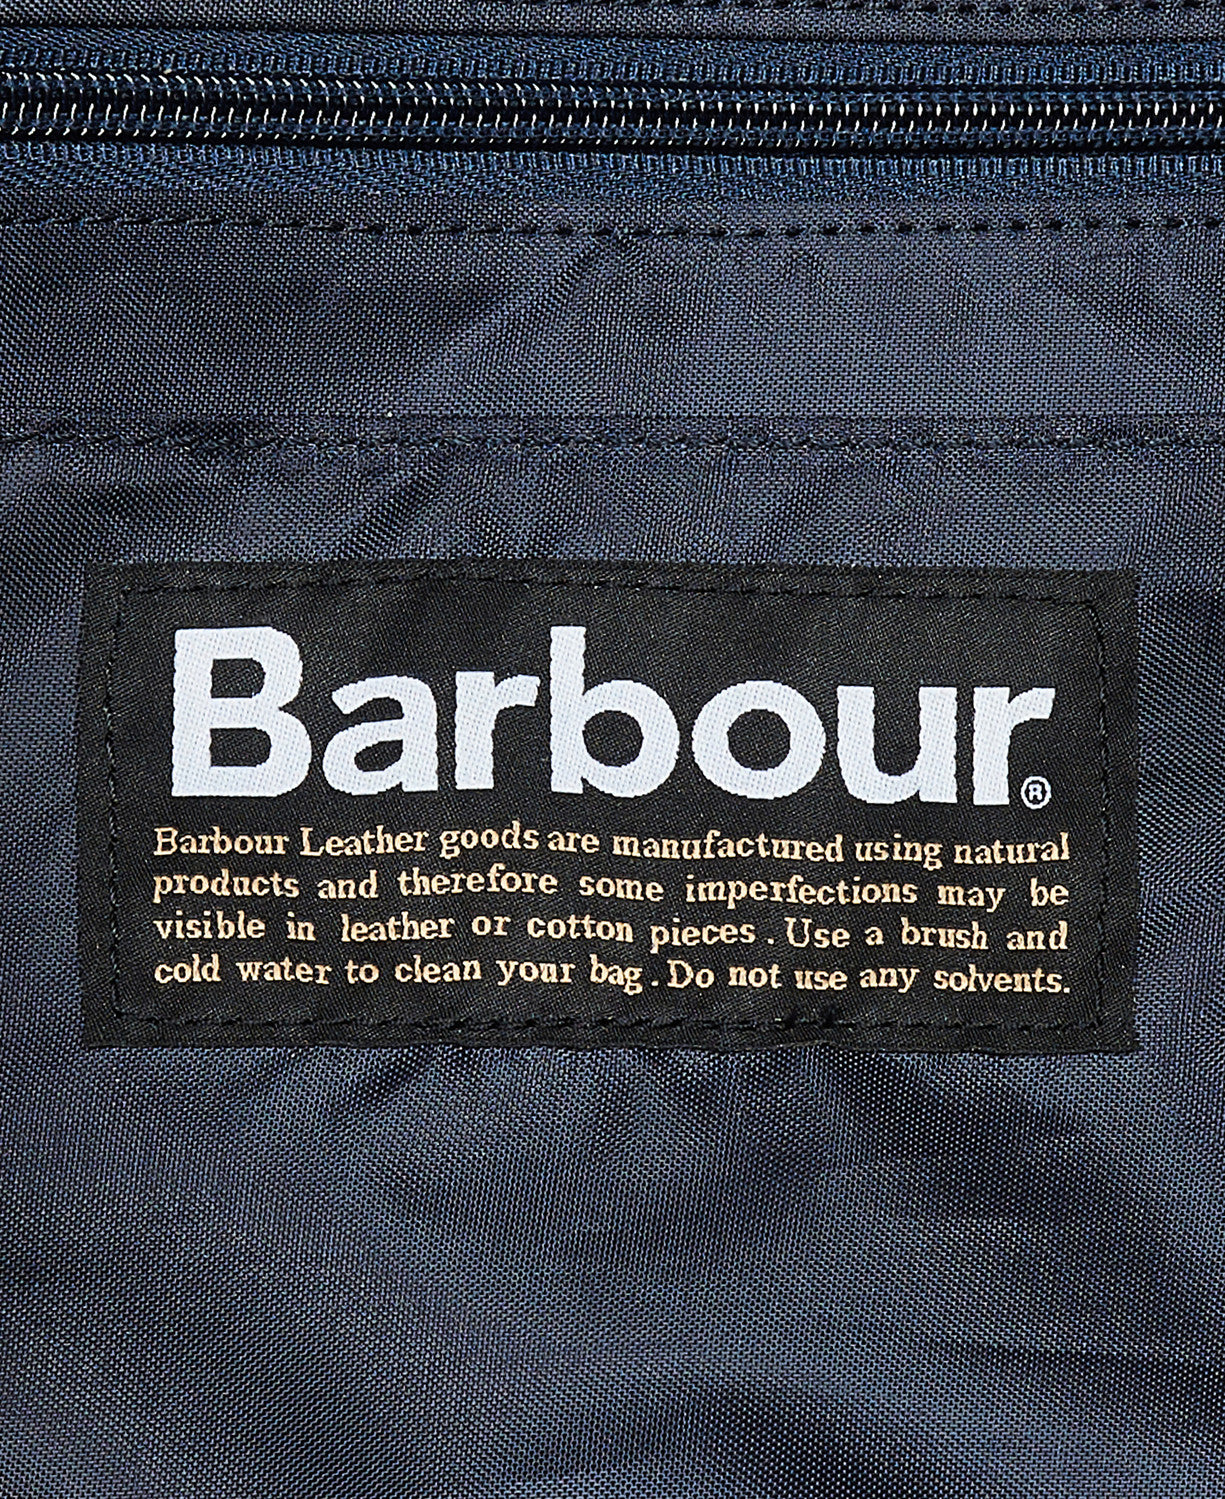 Barbour®
Barbour Leather goods are manufactured using natural
products and therefore some imperfections may be
visible in leather or cotton pieces . Use a brush and
cold water to clean your bag . Do not use any solvents.